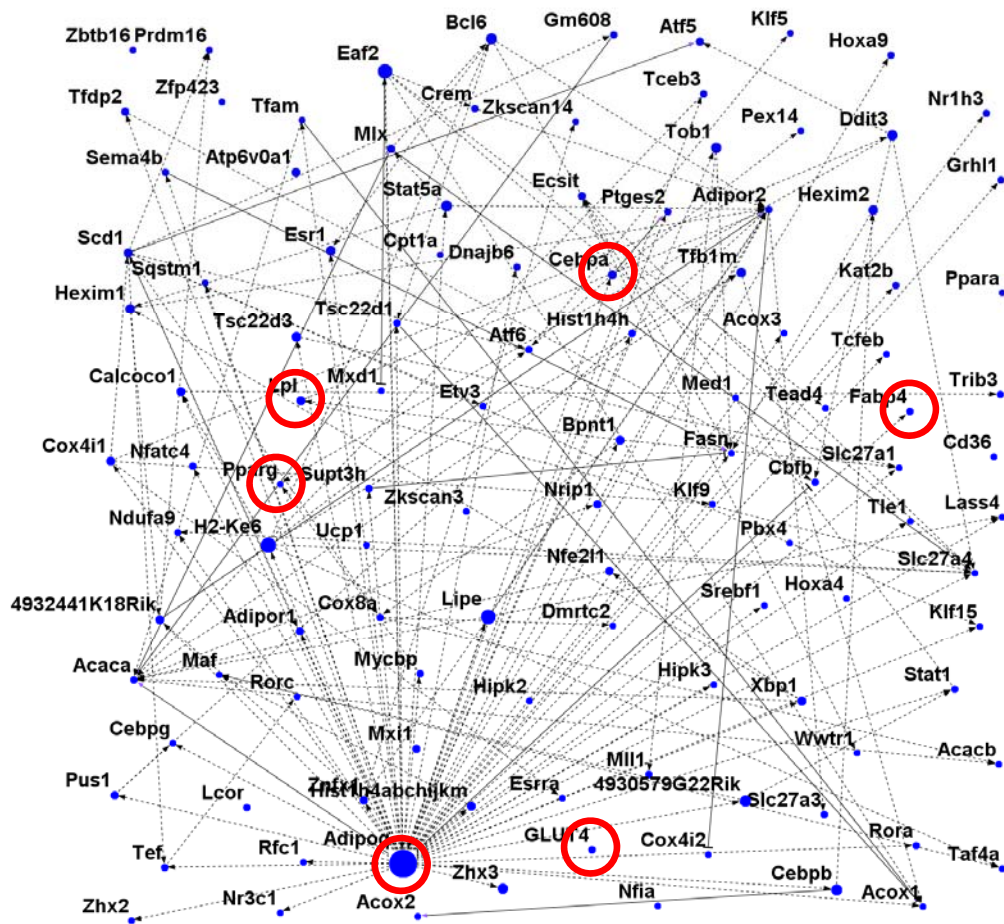 Zbtb16 Prdm16
Bcl6
Gm608
Atf5
Klf5
Hoxa9
Eaf2
Tfdp2
Zfp423
Tfam
Crem
Zkscan14
Tceb3
Nr1h3
Sema4b
Atp6v0a1
Mlx
Tob1
Pex14
Ddit3
Grhl1
Stat5a
Ecsit
Ptges2
Adipor2
Hexim2
Scd1
Esr1
Cpt1a
Dnajb6
Cebpa
Tfb1m
Kat2b
Ppara
Sqstm1
Hexim1
Tsc22d3
Tsc22d1
Atf6
Hist1h4h
Acox3
Tcfeb
Calcoco1
Lpl
Mxd1
Etv3
Med1
Tead4
Fabp4
Trib3
Cox4i1
Nfatc4
Pparg
Supt3h
Bpnt1
Fasn
Cbfb
Slc27a1
Cd36
Ndufa9
H2-Ke6
Ucp1
Zkscan3
Nrip1
Klf9
Pbx4
Tle1
Lass4
4932441K18Rik
Adipor1
Cox8a
Lipe
Nfe2l1
Dmrtc2
Srebf1
Hoxa4
Slc27a4
Klf15
Acaca
Maf
Rorc
Mycbp
Hipk2
Hipk3
Xbp1
Stat1
Cebpg
Mxi1
Mll1
Wwtr1
Acacb
Pus1
Lcor
Znfx1
Hist1h4abchijkm
Esrra
4930579G22Rik
Slc27a3
Tef
Rfc1
Adipoq
GLUT4
Cox4i2
Rora
Taf4a
Zhx2
Nr3c1
Acox2
Zhx3
Nfia
Cebpb
Acox1